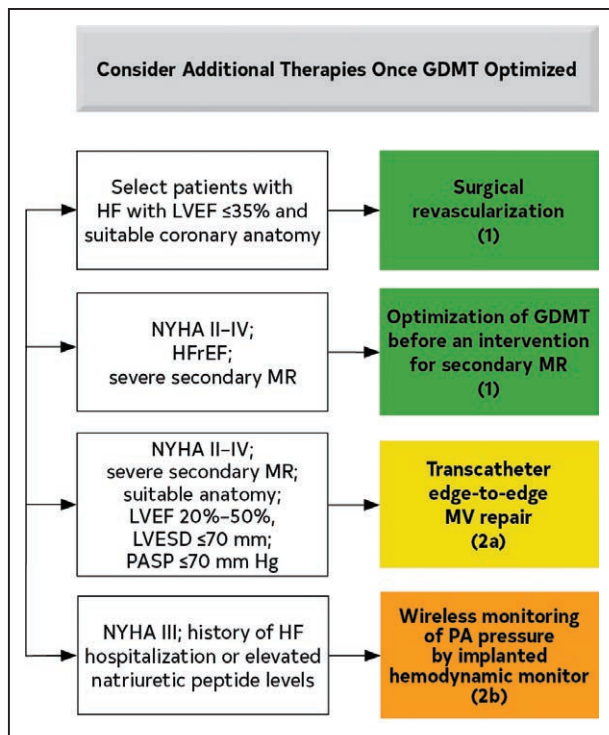 Consider Additional Therapies Once GDMT Optimized
Select patients with
HF with LVEF ≤35% and
suitable coronary anatomy
Surgical
revascularization
(1)
NYHA II–IV;
HFrEF;
severe secondary MR
Optimization of GDMT
before an intervention
for secondary MR
(1)
NYHA II–IV;
severe secondary MR;
suitable anatomy;
LVEF 20%–50%,
LVESD ≤70 mm;
PASP ≤70 mm Hg
Transcatheter
edge-to-edge
MV repair
(2a)
NYHA III; history of HF
hospitalization or elevated
natriuretic peptide levels
Wireless monitoring
of PA pressure
by implanted
hemodynamic monitor
(2b)